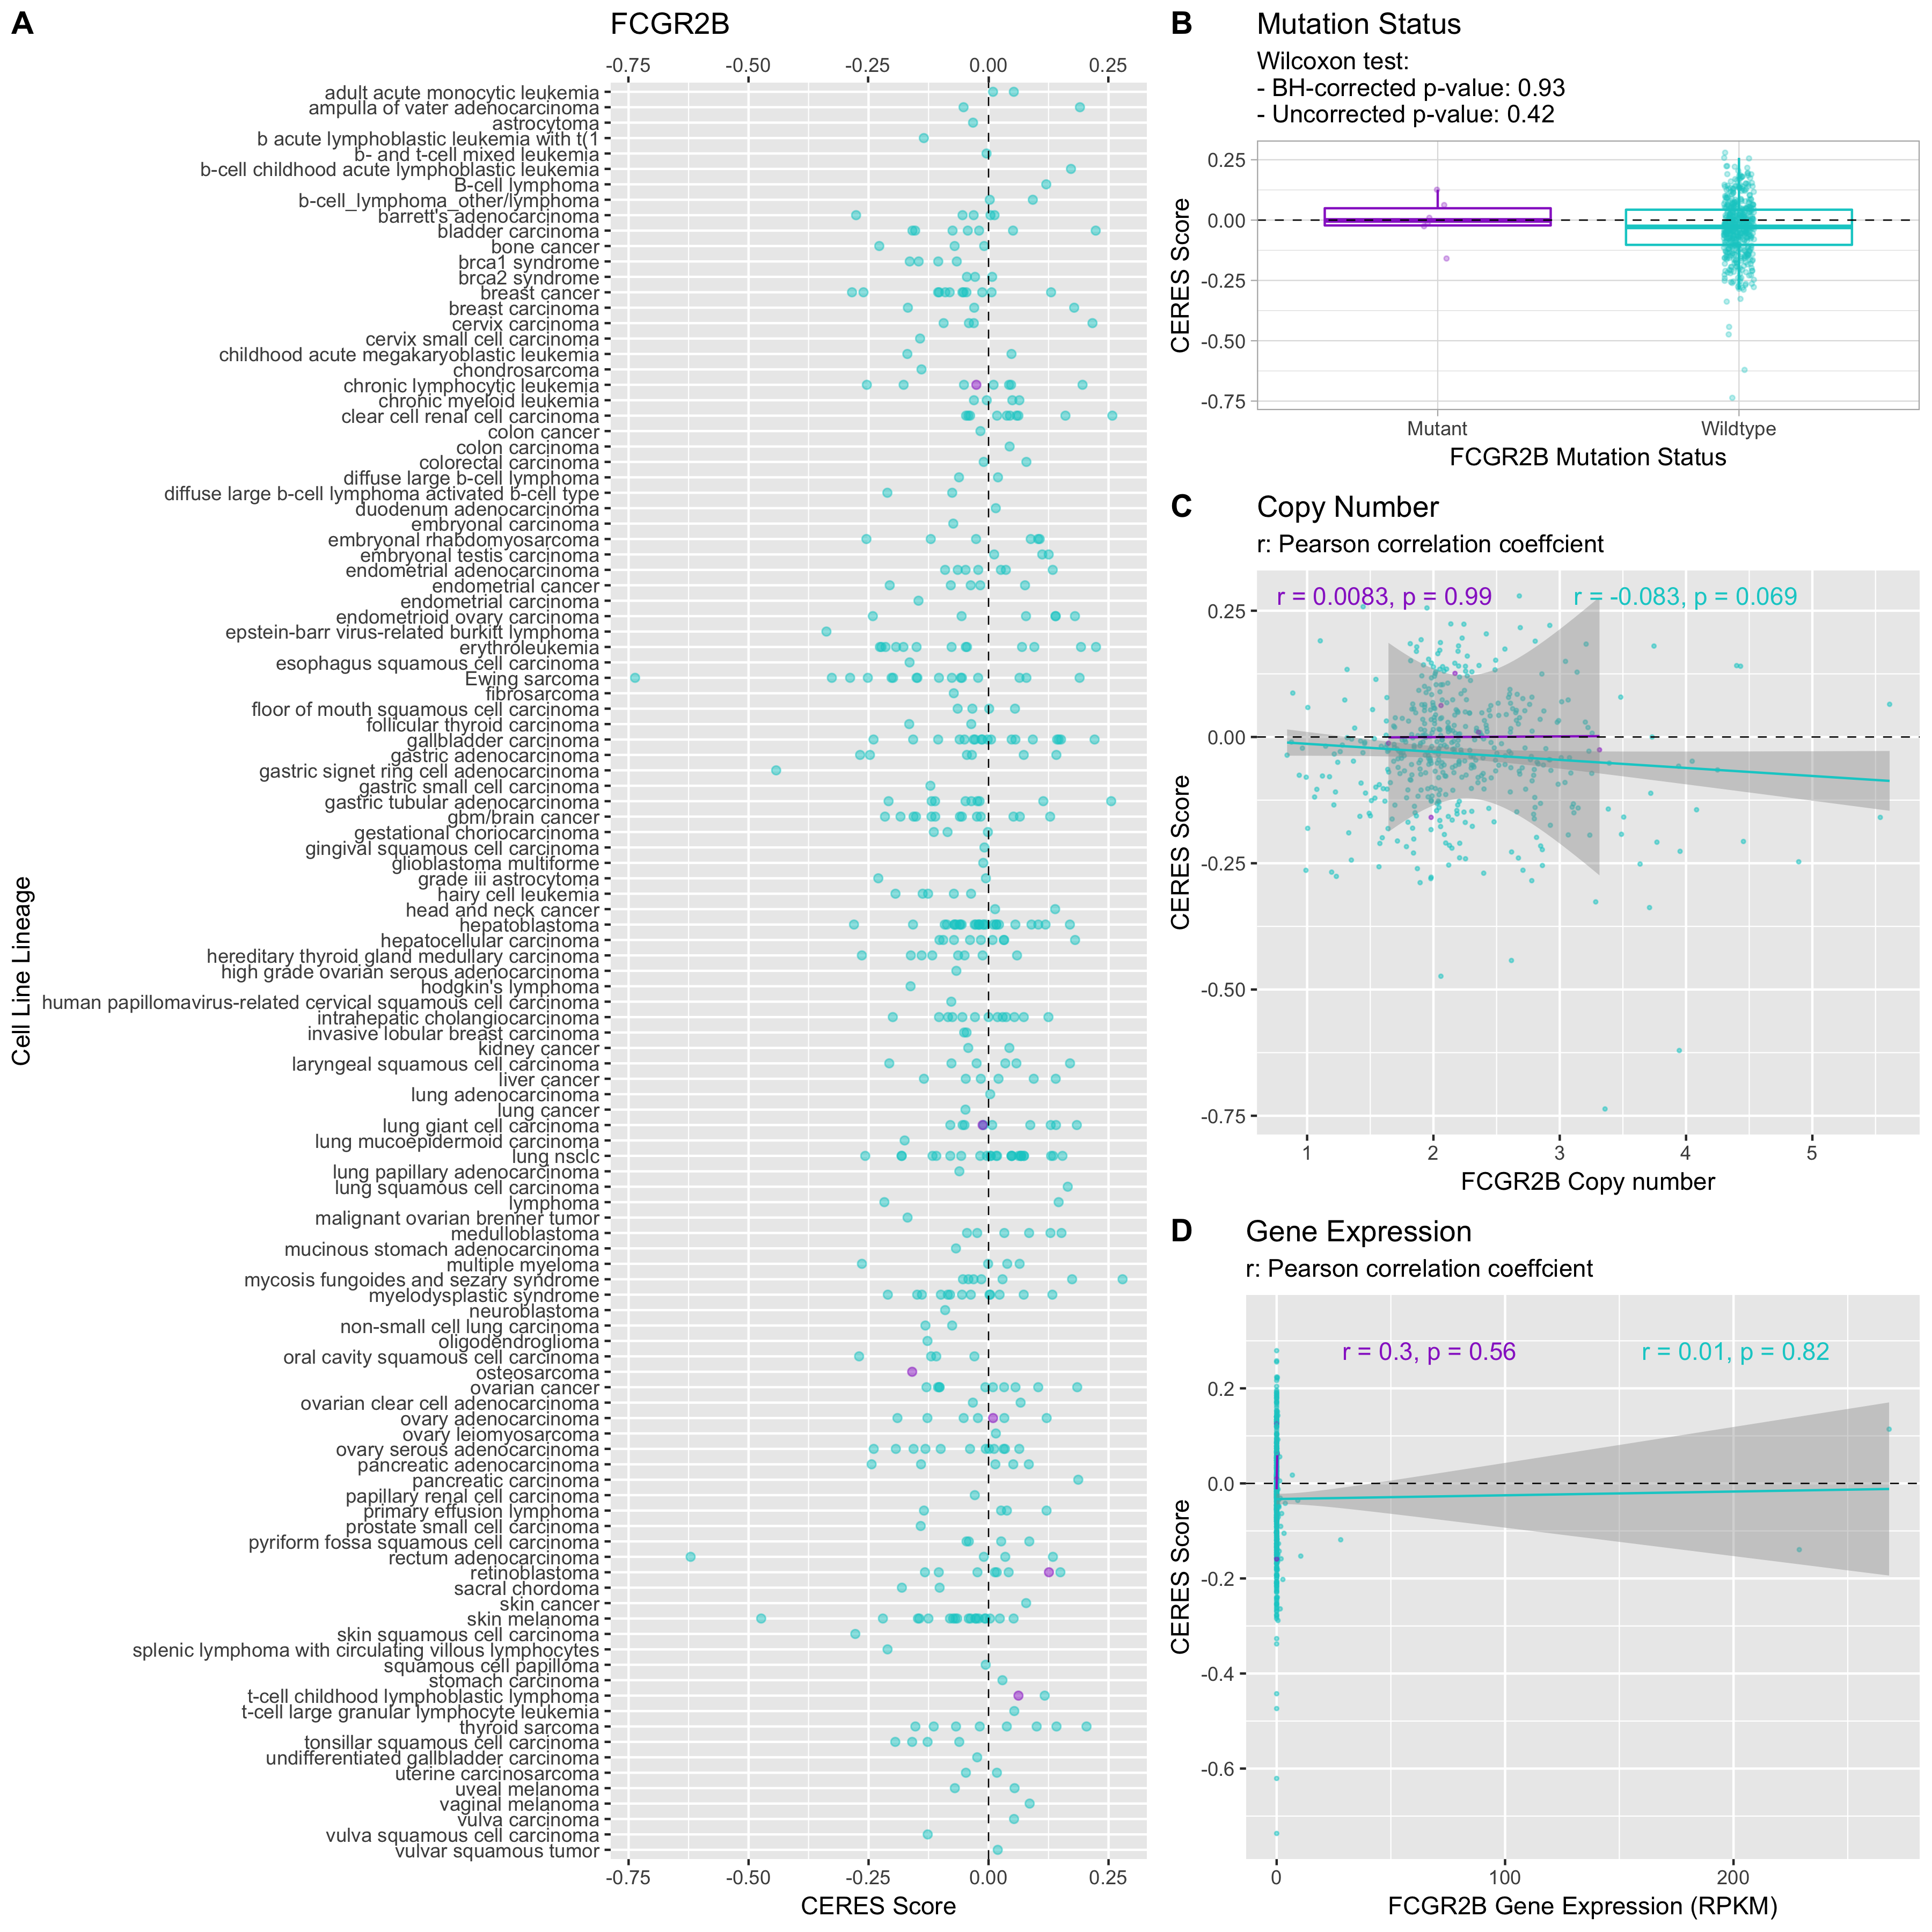 A
FCGR2B
-0.75 -0.50 -0.25 0.00 0.25
adult acute monocytic leukemia
ampulla of vater adenocarcinoma
astrocytoma
b acute lymphoblastic leukemia with t(1
b- and t-cell mixed leukemia
b-cell childhood acute lymphoblastic leukemia
B-cell lymphoma
b-cell_lymphoma_other/lymphoma
barrett's adenocarcinoma
bladder carcinoma
bone cancer
brca1 syndrome
brca2 syndrome
breast cancer
breast carcinoma
cervix carcinoma
cervix small cell carcinoma
childhood acute megakaryoblastic leukemia
chondrosarcoma
chronic lymphocytic leukemia
chronic myeloid leukemia
clear cell renal cell carcinoma
colon cancer
colon carcinoma
colorectal carcinoma
diffuse large b-cell lymphoma
diffuse large b-cell lymphoma activated b-cell type
duodenum adenocarcinoma
embryonal carcinoma
embryonal rhabdomyosarcoma
embryonal testis carcinoma
endometrial adenocarcinoma
endometrial cancer
endometrial carcinoma
endometrioid ovary carcinoma
epstein-barr virus-related burkitt lymphoma
erythroleukemia
esophagus squamous cell carcinoma
Ewing sarcoma
fibrosarcoma
floor of mouth squamous cell carcinoma
follicular thyroid carcinoma
gallbladder carcinoma
gastric adenocarcinoma
gastric signet ring cell adenocarcinoma
gastric small cell carcinoma
gastric tubular adenocarcinoma
gbm/brain cancer
gestational choriocarcinoma
gingival squamous cell carcinoma
glioblastoma multiforme
grade iii astrocytoma
hairy cell leukemia
head and neck cancer
hepatoblastoma
hepatocellular carcinoma
hereditary thyroid gland medullary carcinoma
high grade ovarian serous adenocarcinoma
hodgkin's lymphoma
human papillomavirus-related cervical squamous cell carcinoma
intrahepatic cholangiocarcinoma
invasive lobular breast carcinoma
kidney cancer
laryngeal squamous cell carcinoma
liver cancer
lung adenocarcinoma
lung cancer
lung giant cell carcinoma
lung mucoepidermoid carcinoma
lung nsclc
lung papillary adenocarcinoma
lung squamous cell carcinoma
lymphoma
malignant ovarian brenner tumor
medulloblastoma
mucinous stomach adenocarcinoma
multiple myeloma
mycosis fungoides and sezary syndrome
myelodysplastic syndrome
neuroblastoma
non-small cell lung carcinoma
oligodendroglioma
oral cavity squamous cell carcinoma
osteosarcoma
ovarian cancer
ovarian clear cell adenocarcinoma
ovary adenocarcinoma
ovary leiomyosarcoma
ovary serous adenocarcinoma
pancreatic adenocarcinoma
pancreatic carcinoma
papillary renal cell carcinoma
primary effusion lymphoma
prostate small cell carcinoma
pyriform fossa squamous cell carcinoma
rectum adenocarcinoma
retinoblastoma
sacral chordoma
skin cancer
skin melanoma
skin squamous cell carcinoma
splenic lymphoma with circulating villous lymphocytes
squamous cell papilloma
stomach carcinoma
t-cell childhood lymphoblastic lymphoma
t-cell large granular lymphocyte leukemia
thyroid sarcoma
tonsillar squamous cell carcinoma
undifferentiated gallbladder carcinoma
uterine carcinosarcoma
uveal melanoma
vaginal melanoma
vulva carcinoma
vulva squamous cell carcinoma
vulvar squamous tumor
-0.75 -0.50 -0.25 0.00 0.25
CERES Score
Cell Line Lineage
B
Mutation Status
Wilcoxon test:
- BH-corrected p-value: 0.93
- Uncorrected p-value: 0.42
0.25
0.00
-0.25
-0.50
-0.75
CERES Score
Mutant Wildtype
FCGR2B Mutation Status
C
Copy Number
r: Pearson correlation coeffcient
r = 0.0083, p = 0.99 r = -0.083, p = 0.069
0.25
0.00
-0.25
-0.50
-0.75
CERES Score
1 2 3 4 5
FCGR2B Copy number
D
Gene Expression
r: Pearson correlation coeffcient
r = 0.3, p = 0.56 r = 0.01, p = 0.82
0.2
0.0
-0.2
-0.4
-0.6
CERES Score
0 100 200
FCGR2B Gene Expression (RPKM)